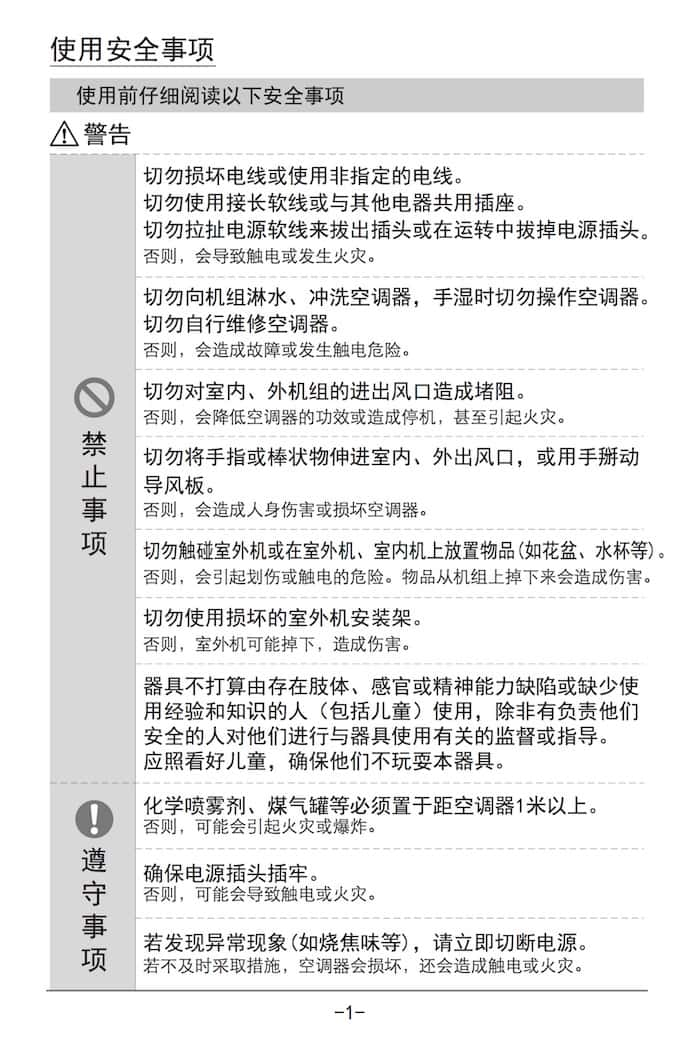 使用安全事项
使用前仔细阅读以下安全事项
警告
禁止事项
切勿损坏电线或使用非指定的电线。
切勿使用接长软线或与其他电器共用插座。
切勿拉扯电源软线来拔出插头或在运转中拔掉电源插头。
否则，会导致触电或发生火灾。
切勿向机组淋水、冲洗空调器，手湿时切勿操作空调器。
切勿自行维修空调器。
否则，会造成故障或发生触电危险。
切勿对室内、外机组的进出风口造成堵阻。
否则，会降低空调器的功效或造成停机，甚至引起火灾。
切勿将手指或棒状物伸进室内、外出风口，或用手掰动
导风板。
否则，会造成人身伤害或损坏空调器。
切勿触碰室外机或在室外机、室内机上放置物品(如花盆、水杯等)。
否则，会引起划伤或触电的危险。物品从机组上掉下来会造成伤害。
切勿使用损坏的室外机安装架。
否则，室外机可能掉下，造成伤害。
器具不打算由存在肢体、感官或精神能力缺陷或缺少使
用经验和知识的人（包括儿童）使用，除非有负责他们
安全的人对他们进行与器具使用有关的监督或指导。
应照看好儿童，确保他们不玩耍本器具。
遵守事项
化学喷雾剂、煤气罐等必须置于距空调器1米以上。
否则，可能会引起火灾或爆炸。
确保电源插头插牢。
否则，可能会导致触电或火灾。
若发现异常现象(如烧焦味等)，请立即切断电源。
若不及时采取措施，空调器会损坏，还会造成触电或火灾。
-1-